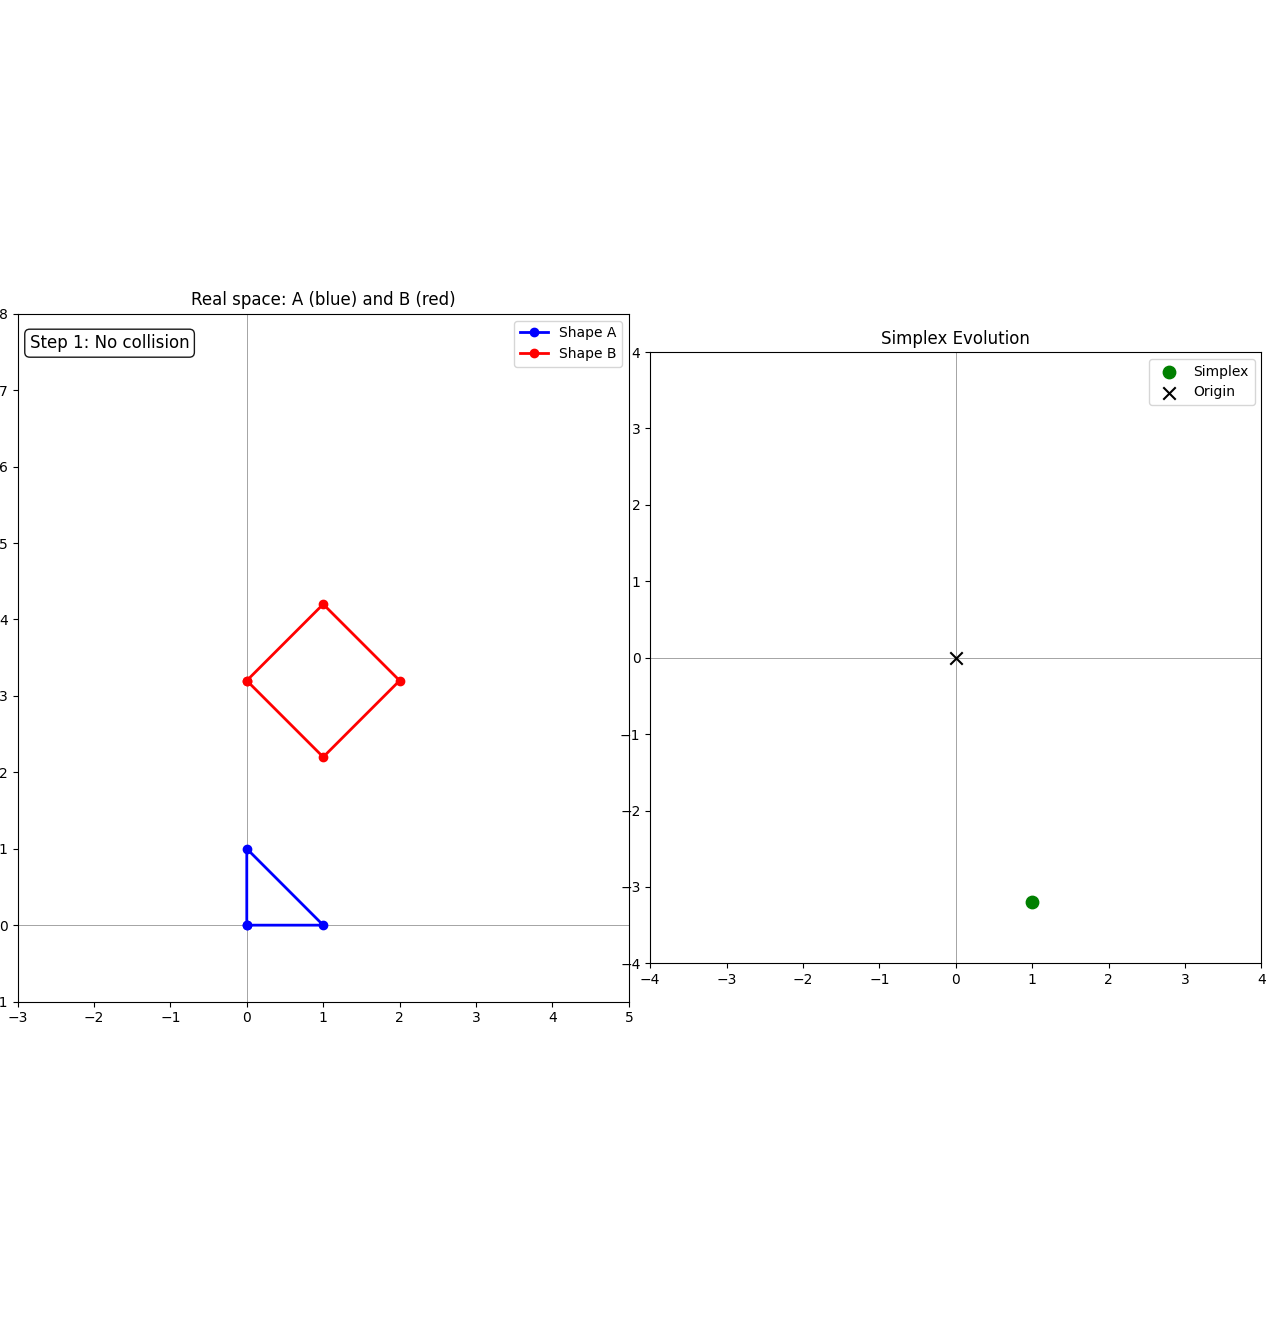 Real space: A (blue) and B (red)
Step 1: No collision
Shape A
Shape B
8
7
6
5
4
3
2
1
0
1
−3 −2 −1 0 1 2 3 4 5
Simplex Evolution
Simplex
Origin
4
3
2
1
0
−1
−2
−3
−4
−4 −3 −2 −1 0 1 2 3 4